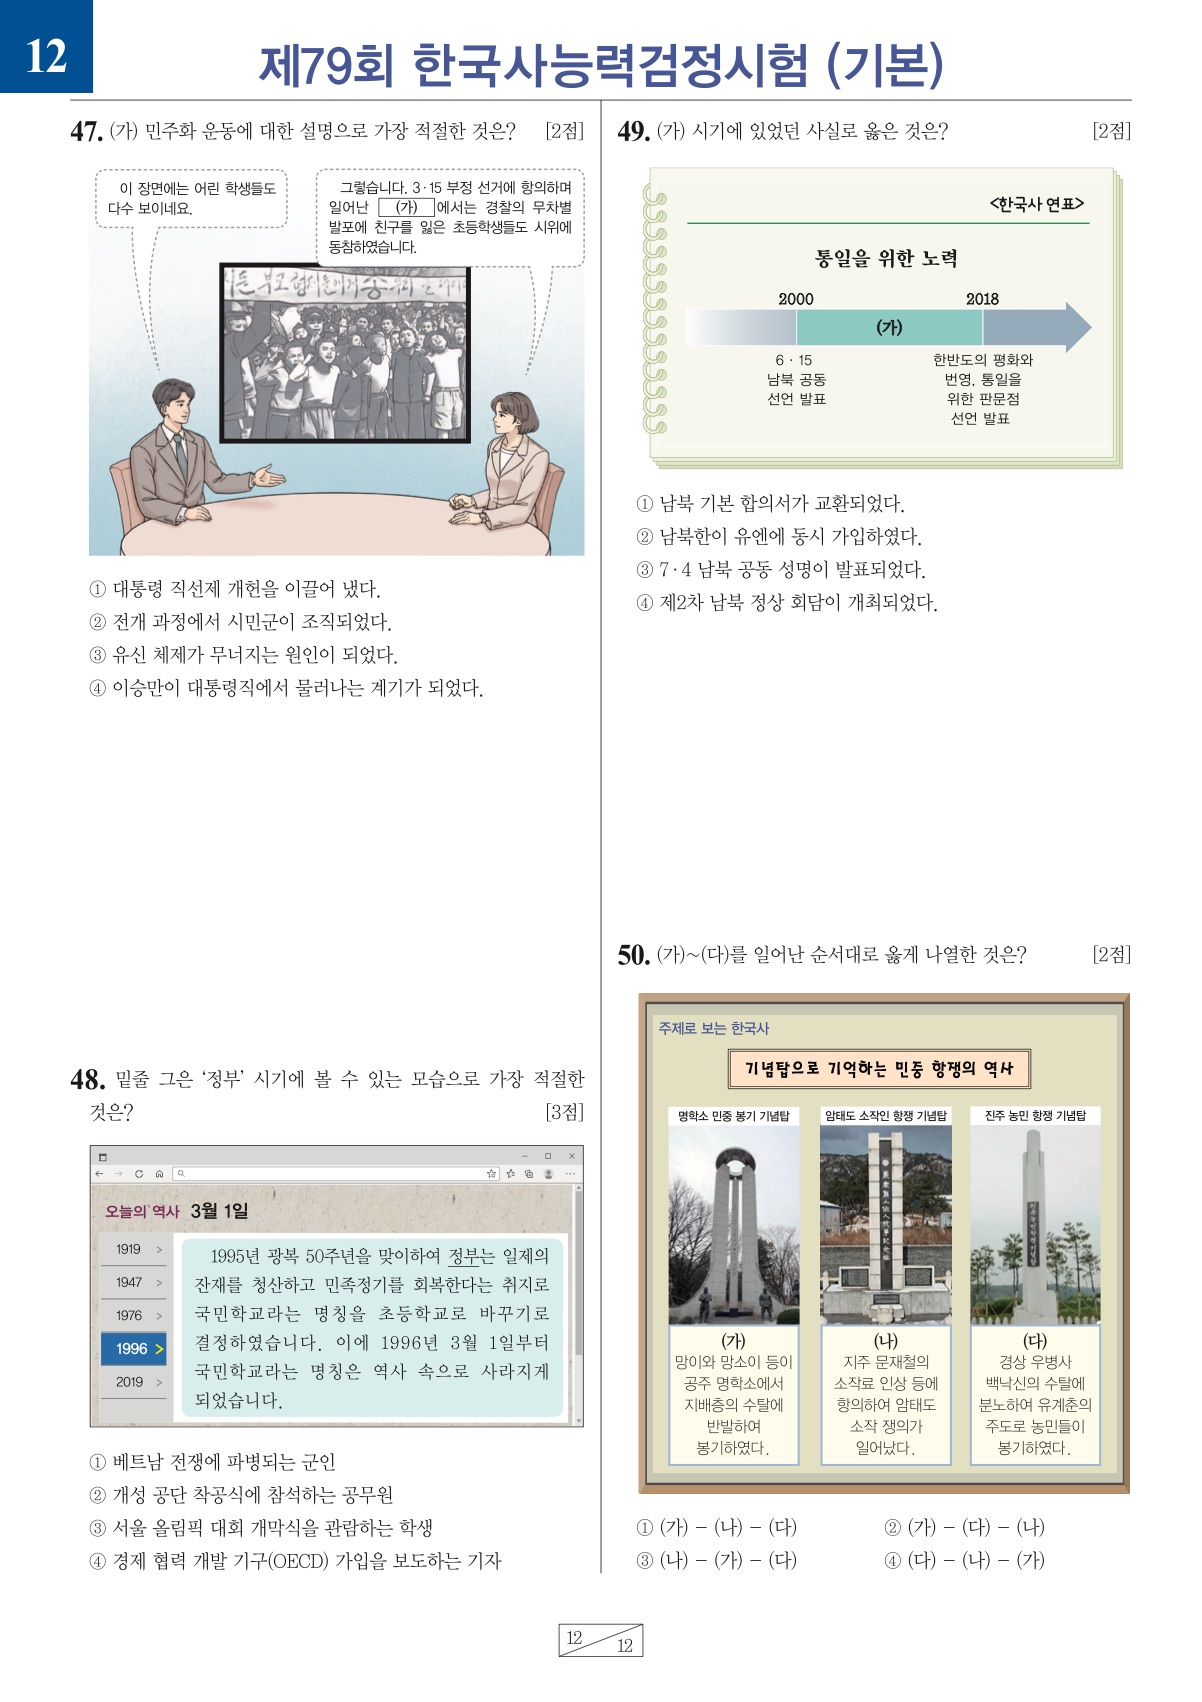 12
제79회 한국사능력검정시험 (기본)
47. (가) 민주화 운동에 대한 설명으로 가장 적절한 것은? [2점]
이 장면에는 어린 학생들도
다수 보이네요.
그렇습니다. 3·15 부정 선거에 항의하며
일어난 (가) 에서는 경찰의 무차별
발포에 친구를 잃은 초등학생들도 시위에
동참하였습니다.
① 대통령 직선제 개헌을 이끌어 냈다.
② 전개 과정에서 시민군이 조직되었다.
③ 유신 체제가 무너지는 원인이 되었다.
④ 이승만이 대통령직에서 물러나는 계기가 되었다.
48. 밑줄 그은 ‘정부’ 시기에 볼 수 있는 모습으로 가장 적절한
것은? [3점]
오늘의 역사 3월 1일
1919 >
1947 >
1976 >
1996 >
2019 >
1995년 광복 50주년을 맞이하여 정부는 일제의
잔재를 청산하고 민족정기를 회복한다는 취지로
국민학교라는 명칭을 초등학교로 바꾸기로
결정하였습니다. 이에 1996년 3월 1일부터
국민학교라는 명칭은 역사 속으로 사라지게
되었습니다.
① 베트남 전쟁에 파병되는 군인
② 개성 공단 착공식에 참석하는 공무원
③ 서울 올림픽 대회 개막식을 관람하는 학생
④ 경제 협력 개발 기구(OECD) 가입을 보도하는 기자
49. (가) 시기에 있었던 사실로 옳은 것은? [2점]
<한국사 연표>
통일을 위한 노력
2000 2018
(가)
6·15
남북 공동
선언 발표
한반도의 평화와
번영, 통일을
위한 판문점
선언 발표
① 남북 기본 합의서가 교환되었다.
② 남북한이 유엔에 동시 가입하였다.
③ 7·4 남북 공동 성명이 발표되었다.
④ 제2차 남북 정상 회담이 개최되었다.
50. (가)~(다)를 일어난 순서대로 옳게 나열한 것은? [2점]
주제로 보는 한국사
기념탑으로 기억하는 민중 항쟁의 역사
명학소 민중 봉기 기념탑
(가)
망이와 망소이 등이
공주 명학소에서
지배층의 수탈에
반발하여
봉기하였다.
암태도 소작인 항쟁 기념탑
(나)
지주 문재철의
소작료 인상 등에
항의하여 암태도
소작 쟁의가
일어났다.
진주 농민 항쟁 기념탑
(다)
경상 우병사
백낙신의 수탈에
분노하여 유계춘의
주도로 농민들이
봉기하였다.
① (가) - (나) - (다) ② (가) - (다) - (나)
③ (나) - (가) - (다) ④ (다) - (나) - (가)
12
12